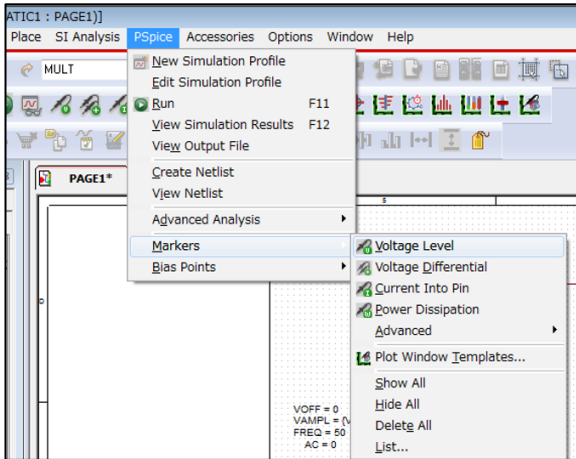 ATIC1 : PAGE1)]
Place SI Analysis PSpice Accessories Options Window Help
MULT
New Simulation Profile
Edit Simulation Profile
Run F11
View Simulation Results F12
View Output File
PAGE1*
Create Netlist
View Netlist
Advanced Analysis
Markers
Bias Points
5
Voltage Level
Voltage Differential
Current Into Pin
Power Dissipation
Advanced
Plot Window Templates...
Show All
Hide All
Delete All
List...
VOFF = 0
VAMPL = {V
FREQ = 50
AC = 0